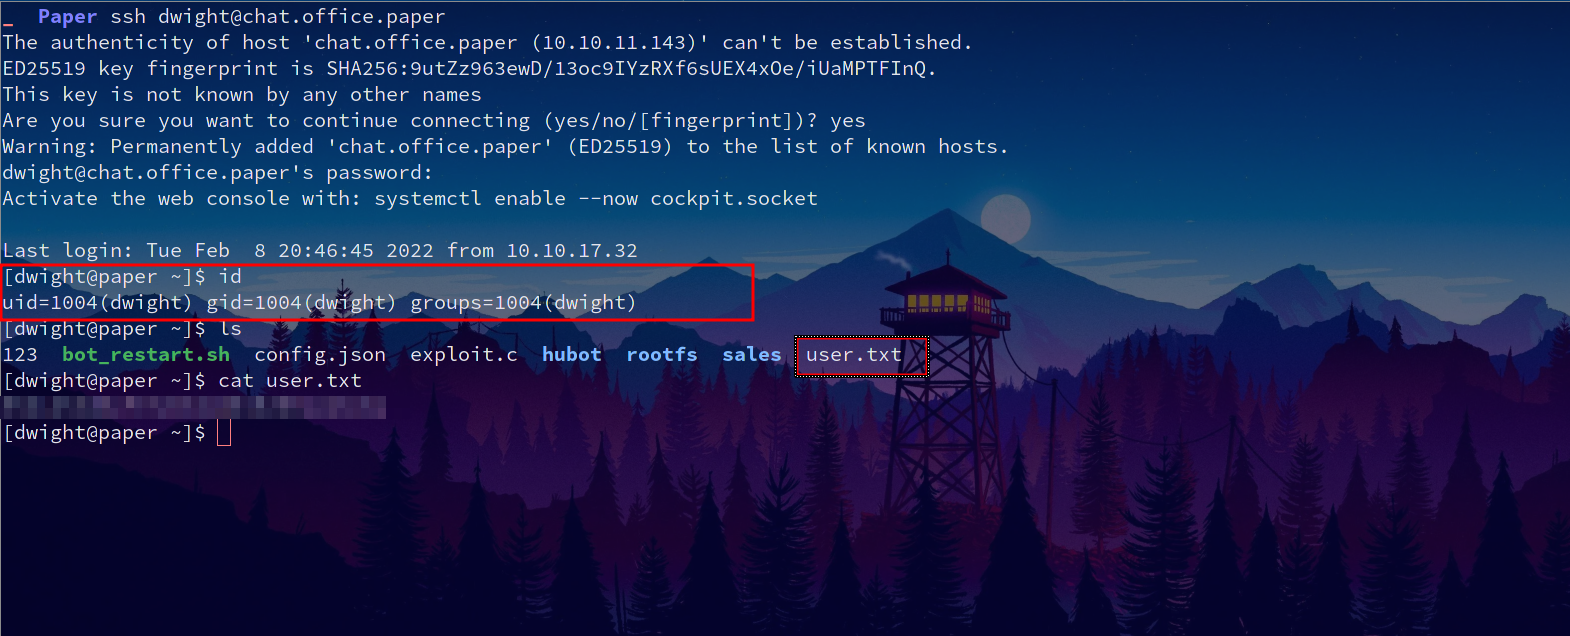 _ Paper ssh dwight@chat.office.paper
The authenticity of host 'chat.office.paper (10.10.11.143)' can't be established.
ED25519 key fingerprint is SHA256:9utZz963ewD/13oc9IYzRXf6sUEX4xOe/iUaMPTFInQ.
This key is not known by any other names
Are you sure you want to continue connecting (yes/no/[fingerprint])? yes
Warning: Permanently added 'chat.office.paper' (ED25519) to the list of known hosts.
dwight@chat.office.paper's password:
Activate the web console with: systemctl enable --now cockpit.socket
Last login: Tue Feb  8 20:46:45 2022 from 10.10.17.32
[dwight@paper ~]$ id
uid=1004(dwight) gid=1004(dwight) groups=1004(dwight)
[dwight@paper ~]$ ls
123  bot_restart.sh  config.json  exploit.c  hubot  rootfs  sales  user.txt
[dwight@paper ~]$ cat user.txt
[dwight@paper ~]$